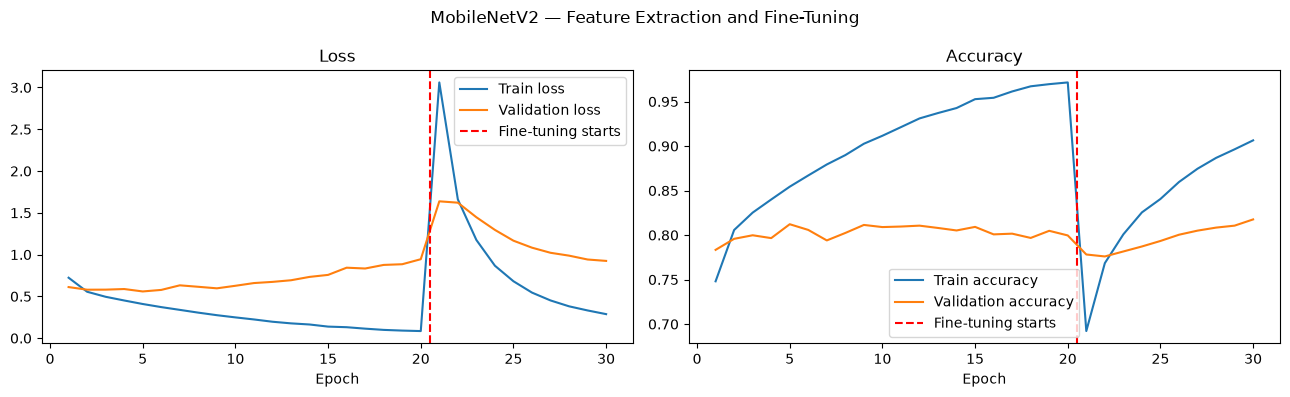 MobileNetV2 — Feature Extraction and Fine-Tuning
Loss
3.0
2.5
2.0
1.5
1.0
0.5
0.0
Train loss
Validation loss
Fine-tuning starts
0 5 10 15 20 25 30
Epoch
Accuracy
0.95
0.90
0.85
0.80
0.75
0.70
Train accuracy
Validation accuracy
Fine-tuning starts
0 5 10 15 20 25 30
Epoch